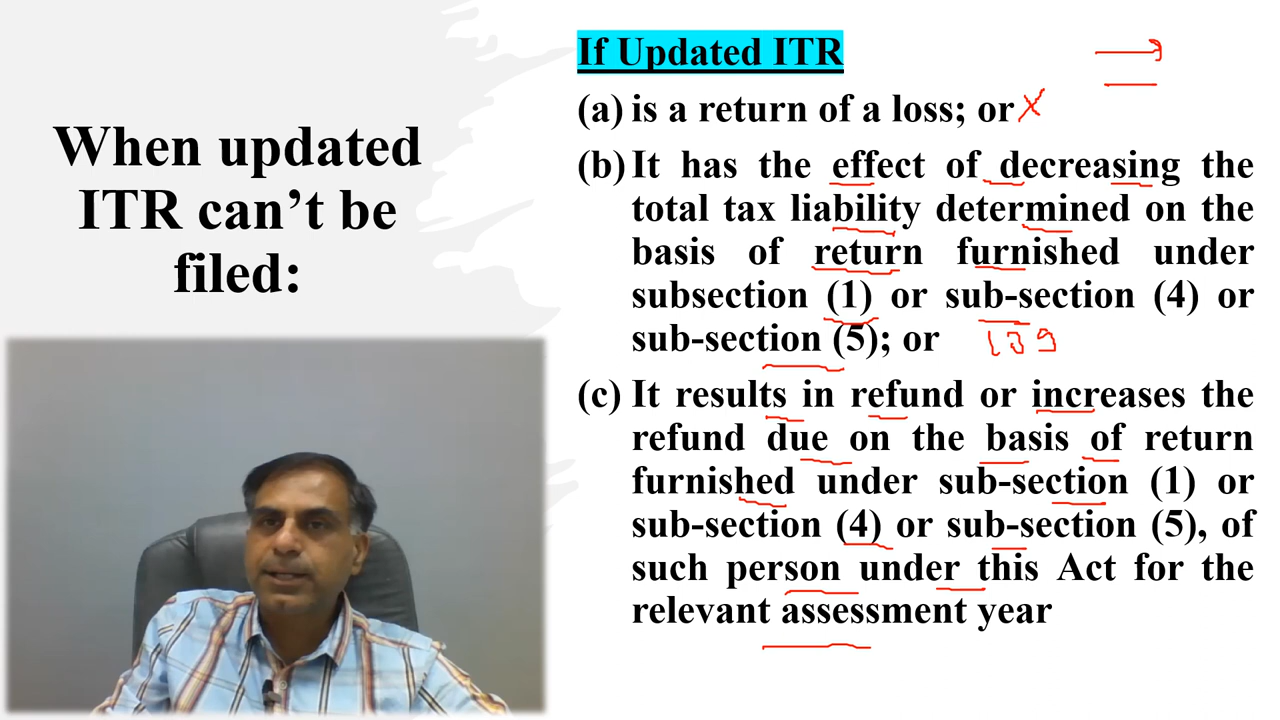 When updated
ITR can’t be
filed:
If Updated ITR
(a) is a return of a loss; or
(b) It has the effect of decreasing the
total tax liability determined on the
basis of return furnished under
subsection (1) or sub-section (4) or
sub-section (5); or 139
(c) It results in refund or increases the
refund due on the basis of return
furnished under sub-section (1) or
sub-section (4) or sub-section (5), of
such person under this Act for the
relevant assessment year